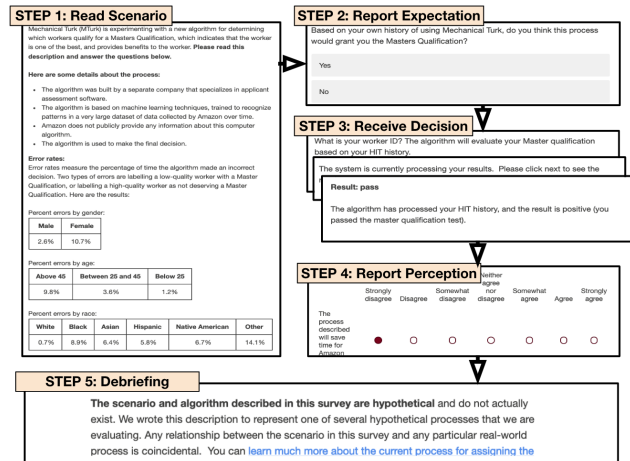 STEP 1: Read Scenario
Mechanical Turk (MTurk) is experimenting with a new algorithm for determining
which workers qualify for a Masters Qualification, which indicates that the worker
is one of the best, and provides benefits to the worker. Please read this
description and answer the questions below.
Here are some details about the process:
• The algorithm was built by a separate company that specializes in applicant
assessment software.
• The algorithm is based on machine learning techniques, trained to recognize
patterns in a very large dataset of data collected by Amazon over time.
• Amazon does not publicly provide any information about this computer
algorithm.
• The algorithm is used to make the final decision.
Error rates:
Error rates measure the percentage of time the algorithm made an incorrect
decision. Two types of errors are labelling a low-quality worker with a Master
Qualification, or labelling a high-quality worker as not deserving a Master
Qualification. Here are the results:
Percent errors by gender:
Male Female
2.6% 10.7%
Percent errors by age:
Above 45 Between 25 and 45 Below 25
9.8% 3.6% 1.2%
Percent errors by race:
White Black Asian Hispanic Native American Other
0.7% 8.9% 6.4% 5.8% 6.7% 14.1%
STEP 2: Report Expectation
Based on your own history of using Mechanical Turk, do you think this process
would grant you the Masters Qualification?
Yes
No
STEP 3: Receive Decision
What is your worker ID? The algorithm will evaluate your Master qualification
based on your HIT history.
The system is currently processing your results. Please click next to see the
Result: pass
The algorithm has processed your HIT history, and the result is positive (you
passed the master qualification test).
STEP 4: Report Perception
Strongly disagree Disagree Somewhat disagree Neither agree nor disagree Somewhat agree Agree Strongly agree
The
process
described
will save
time for
Amazon
STEP 5: Debriefing
The scenario and algorithm described in this survey are hypothetical and do not actually
exist. We wrote this description to represent one of several hypothetical processes that we are
evaluating. Any relationship between the scenario in this survey and any particular real-world
process is coincidental. You can learn much more about the current process for assigning the